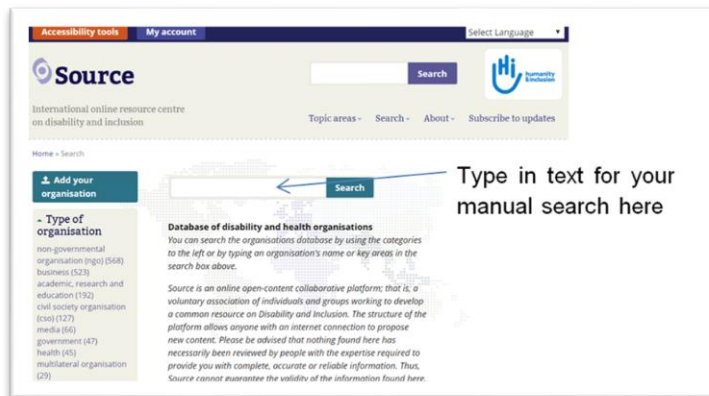 Accessibility tools
My account
Select Language
Source
Search
Hi humanity
&inclusion
International online resource centre
on disability and inclusion
Topic areas -
Search -
About -
Subscribe to updates
Home » Search
Add your
organisation
Search
Type in text for your
manual search here
- Type of
organisation
non-governmental
organisation (ngo) (568)
business (523)
academic, research and
education (192)
civil society organisation
(cso) (127)
media (66)
government (47)
health (45)
multilateral organisation
(29)
Database of disability and health organisations
You can search the organisations database by using the categories
to the left or by typing an organisation's name or key areas in the
search box above.
Source is an online open-content collaborative platform; that is, a
voluntary association of individuals and groups working to develop
a common resource on Disability and Inclusion. The structure of the
platform allows anyone with an internet connection to propose
new content. Please be advised that nothing found here has
necessarily been reviewed by people with the expertise required to
provide you with complete, accurate or reliable information. Thus,
Source cannot guarantee the validity of the information found here.